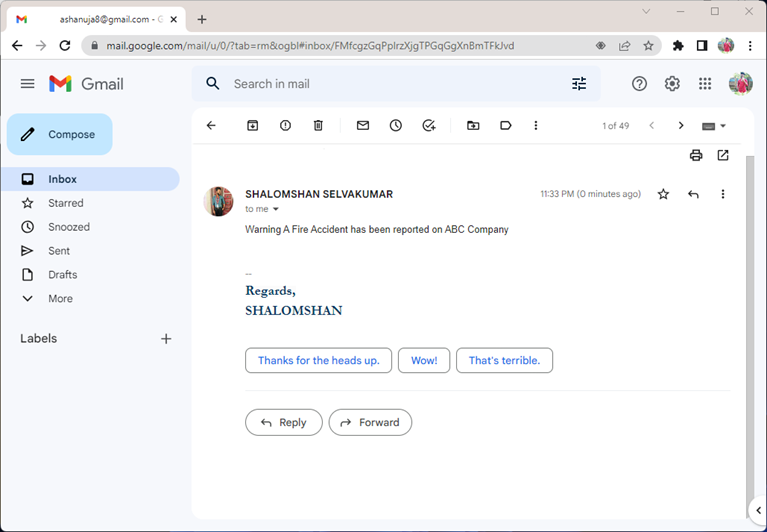 ashanuja8@gmail.com - G
mail.google.com/mail/u/0/?tab=rm&ogbl#inbox/FMfcgzGqPpIrzXjgTPGqGgXnBmTFkJvd
Gmail
Search in mail
Compose
1 of 49
Inbox
Starred
Snoozed
Sent
Drafts
More
Labels
SHALOMSHAN SELVAKUMAR
11:33 PM (0 minutes ago)
to me
Warning A Fire Accident has been reported on ABC Company
--
Regards,
SHALOMSHAN
Thanks for the heads up.
Wow!
That's terrible.
Reply
Forward